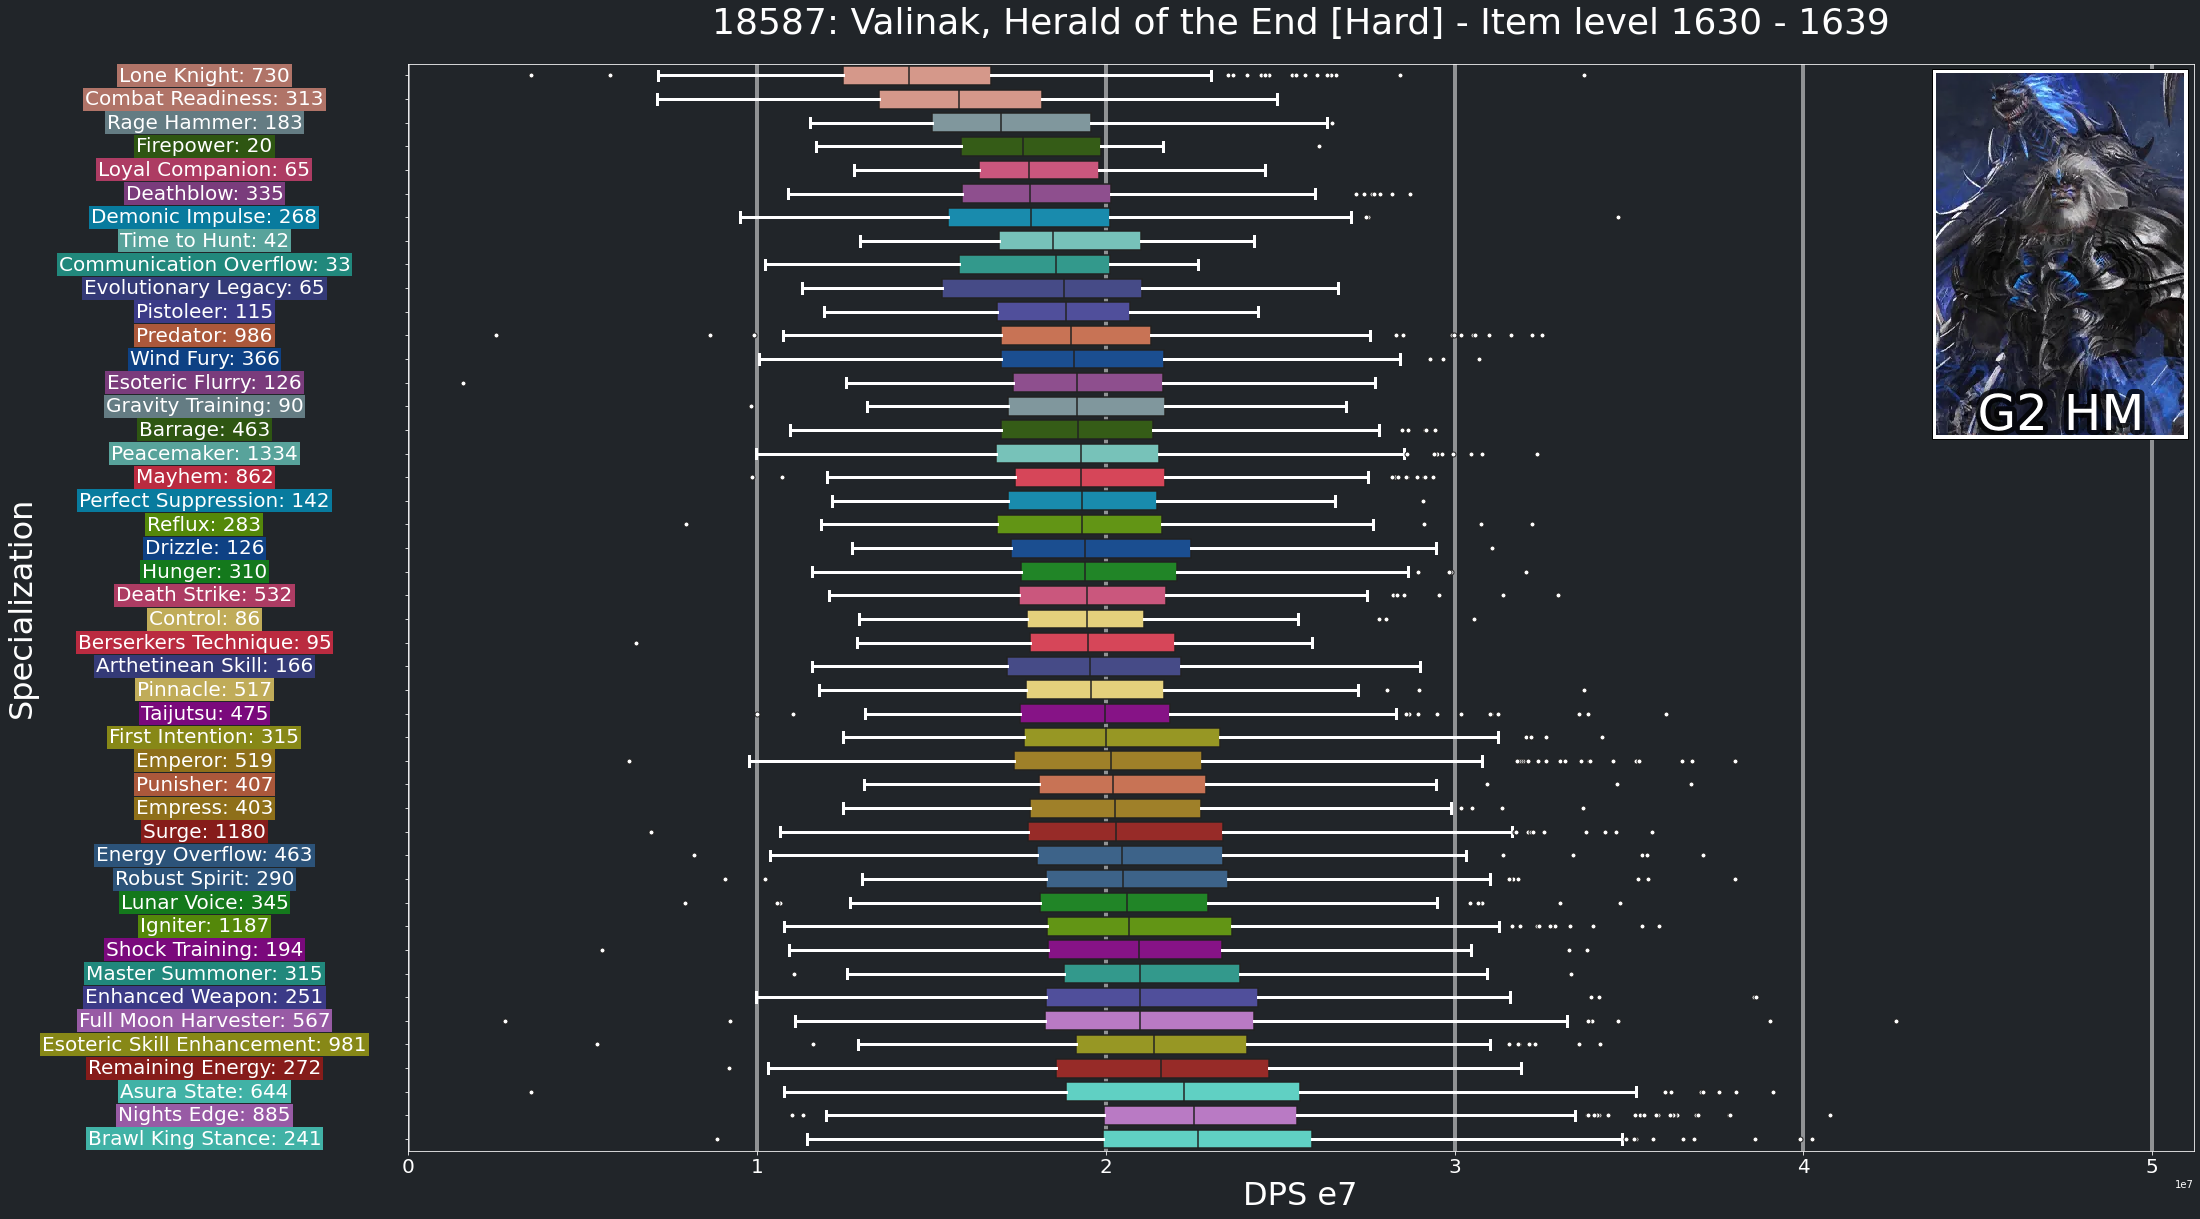 18587: Valinak, Herald of the End [Hard] - Item level 1630 - 1639
Lone Knight: 730
Combat Readiness: 313
Rage Hammer: 183
Firepower: 20
Loyal Companion: 65
Deathblow: 335
Demonic Impulse: 268
Time to Hunt: 42
Communication Overflow: 33
Evolutionary Legacy: 65
Pistoleer: 115
Predator: 986
Wind Fury: 366
Esoteric Flurry: 126
Gravity Training: 90
Barrage: 463
Peacemaker: 1334
Mayhem: 862
Perfect Suppression: 142
Reflux: 283
Drizzle: 126
Hunger: 310
Death Strike: 532
Control: 86
Berserkers Technique: 95
Arthetinean Skill: 166
Pinnacle: 517
Taijutsu: 475
First Intention: 315
Emperor: 519
Punisher: 407
Empress: 403
Surge: 1180
Energy Overflow: 463
Robust Spirit: 290
Lunar Voice: 345
Igniter: 1187
Shock Training: 194
Master Summoner: 315
Enhanced Weapon: 251
Full Moon Harvester: 567
Esoteric Skill Enhancement: 981
Remaining Energy: 272
Asura State: 644
Nights Edge: 885
Brawl King Stance: 241
Specialization
G2 HM
0 1 2 3 4 5
DPS e7
1e7